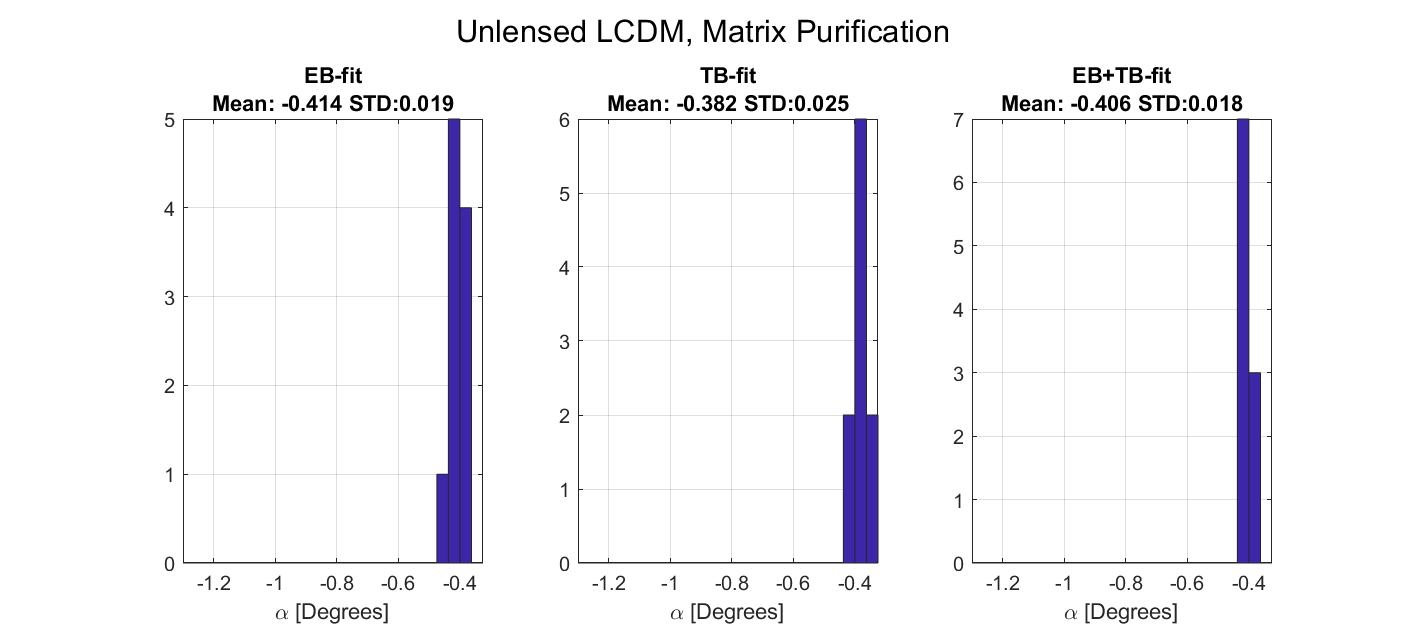 Unlensed LCDM, Matrix Purification
EB-fit
Mean: -0.414 STD:0.019
5
4
3
2
1
0
-1.2 -1 -0.8 -0.6 -0.4
α [Degrees]
TB-fit
Mean: -0.382 STD:0.025
6
5
4
3
2
1
0
-1.2 -1 -0.8 -0.6 -0.4
α [Degrees]
EB+TB-fit
Mean: -0.406 STD:0.018
7
6
5
4
3
2
1
0
-1.2 -1 -0.8 -0.6 -0.4
α [Degrees]